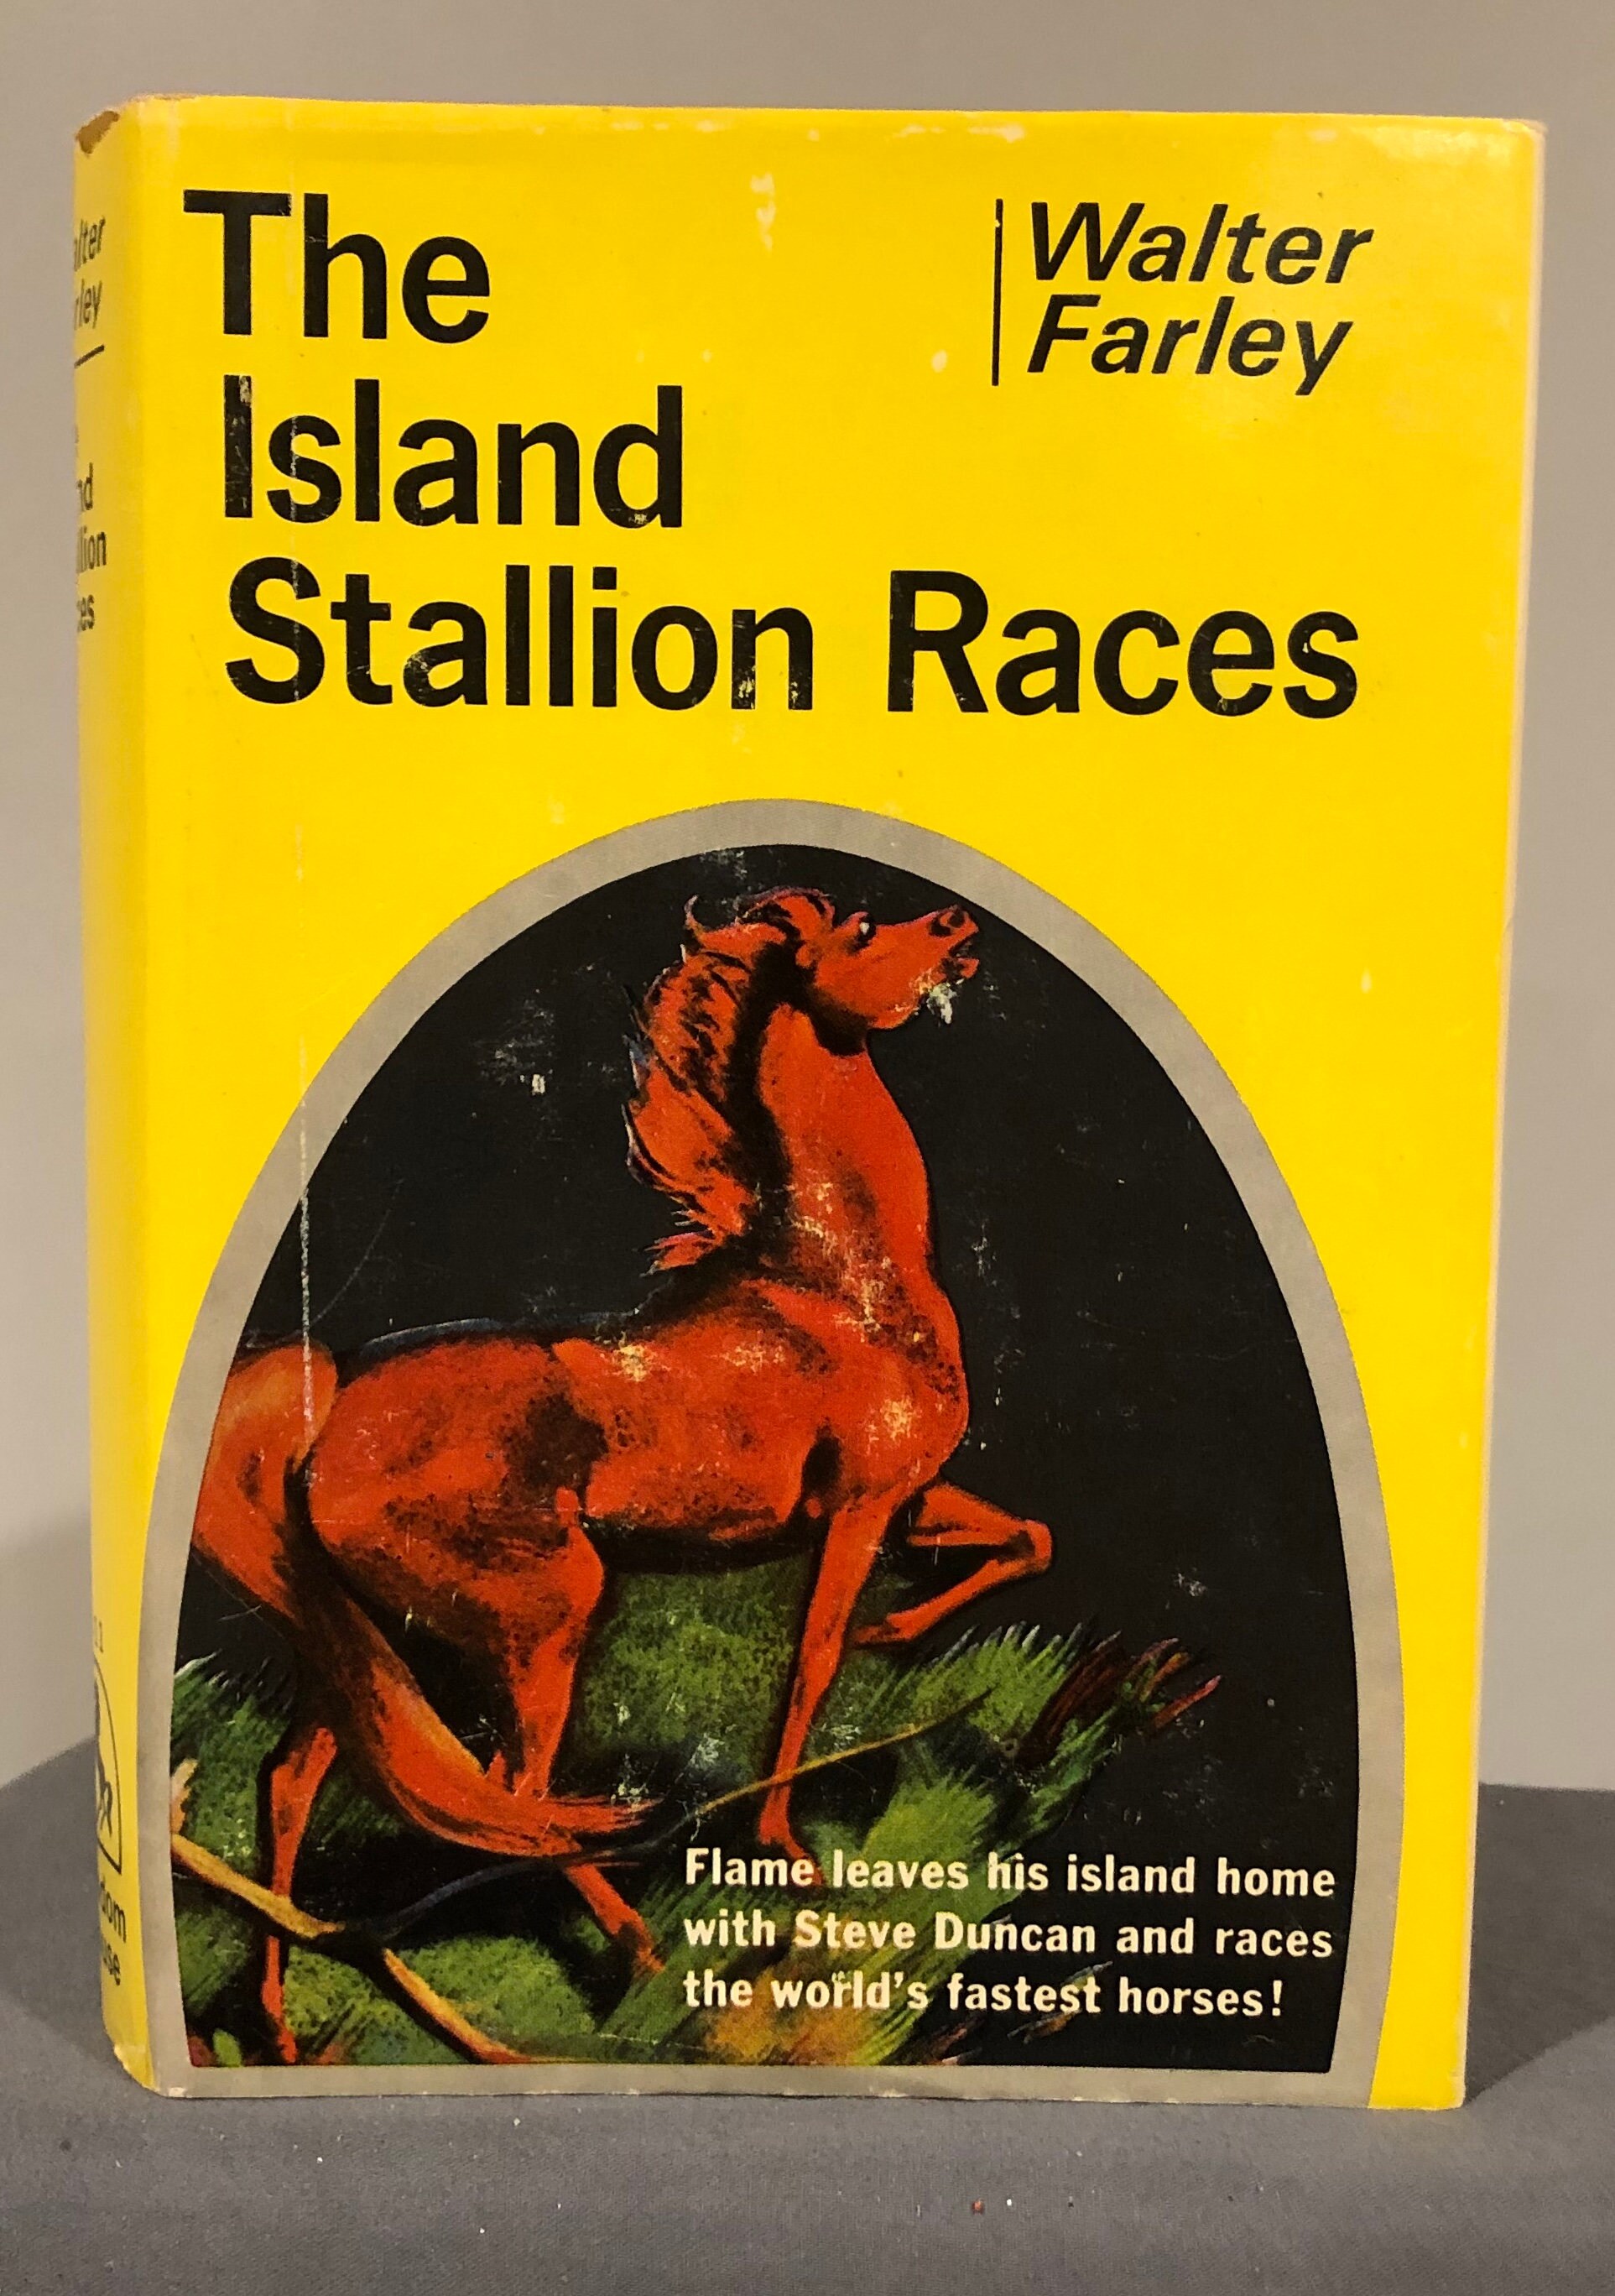 The
Island
Stallion Races
Walter
Farley
Flame leaves his island home
with Steve Duncan and races
the world's fastest horses!